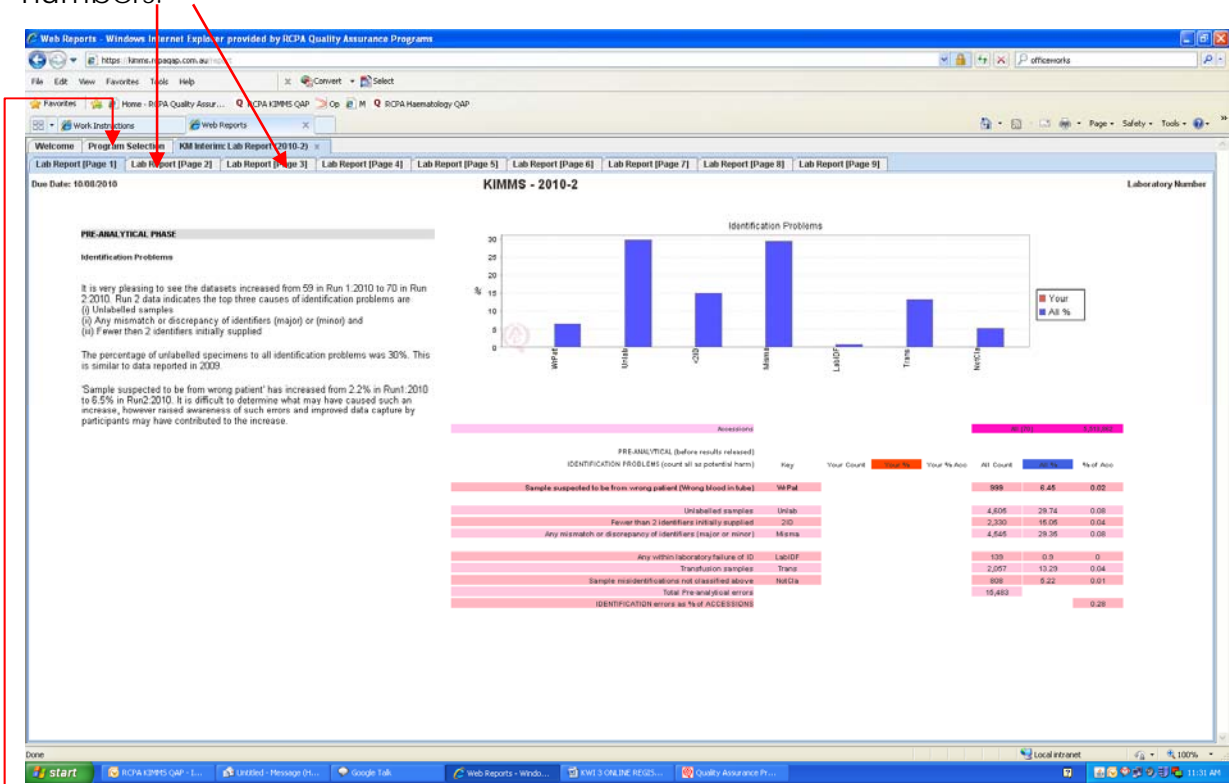 numbers.
Web Reports - Windows Internet Explorer provided by RCPA Quality Assurance Programs
officeworks
File Edit View Favorites Tools Help Convert Select
Favorites Home - RCPA Quality Assur... RCPA KIMMS QAP Op M RCPA Haematology QAP
Work Instructions Web Reports Page Safety Tools
Welcome Program Selection KM Interim: Lab Report (2010-2)
Lab Report [Page 1] Lab Report [Page 2] Lab Report [Page 3] Lab Report [Page 4] Lab Report [Page 5] Lab Report [Page 6] Lab Report [Page 7] Lab Report [Page 8] Lab Report [Page 9]
Due Date: 10/08/2010 KIMMS - 2010-2 Laboratory Number
PRE-ANALYTICAL PHASE
Identification Problems
It is very pleasing to see the datasets increased from 59 in Run 1:2010 to 70 in Run
2:2010. Run 2 data indicates the top three causes of identification problems are
(i) Unlabelled samples
(ii) Any mismatch or discrepancy of identifiers (major) or (minor) and
(iii) Fewer then 2 identifiers initially supplied
The percentage of unlabelled specimens to all identification problems was 30%. This
is similar to data reported in 2009.
'Sample suspected to be from wrong patient' has increased from 2.2% in Run1:2010
to 6.5% in Run2:2010. It is difficult to determine what may have caused such an
increase, however raised awareness of such errors and improved data capture by
participants may have contributed to the increase.
Identification Problems
30
25
20
15
10
5
0
%
WrPat Unlab <2ID Misma LabIDF Trans NotCla
Your
All %
Accessions All (70)
PRE-ANALYTICAL (before results released)
IDENTIFICATION PROBLEMS (count all as potential harm) Key Your Count Your % Your % Acc All Count All % % of Acc
Sample suspected to be from wrong patient (Wrong blood in tube) WrPat 999 6.45 0.02
Unlabelled samples Unlab 4,605 29.74 0.08
Fewer than 2 identifiers initially supplied 2ID 2,330 15.05 0.04
Any mismatch or discrepancy of identifiers (major or minor) Misma 4,545 29.35 0.08
Any within laboratory failure of ID LabIDF 139 0.9 0
Transfusion samples Trans 2,057 13.29 0.04
Sample misidentifications not classified above NotCla 808 5.22 0.01
Total Pre-analytical errors 15,483
IDENTIFICATION errors as % of ACCESSIONS 0.28
Done Local intranet 100%
start RCPA KIMMS QAP - I... Untitled - Message (H... Google Talk Web Reports - Windo... KWI 3 ONLINE REGIS... Quality Assurance Pr... 11:31 AM